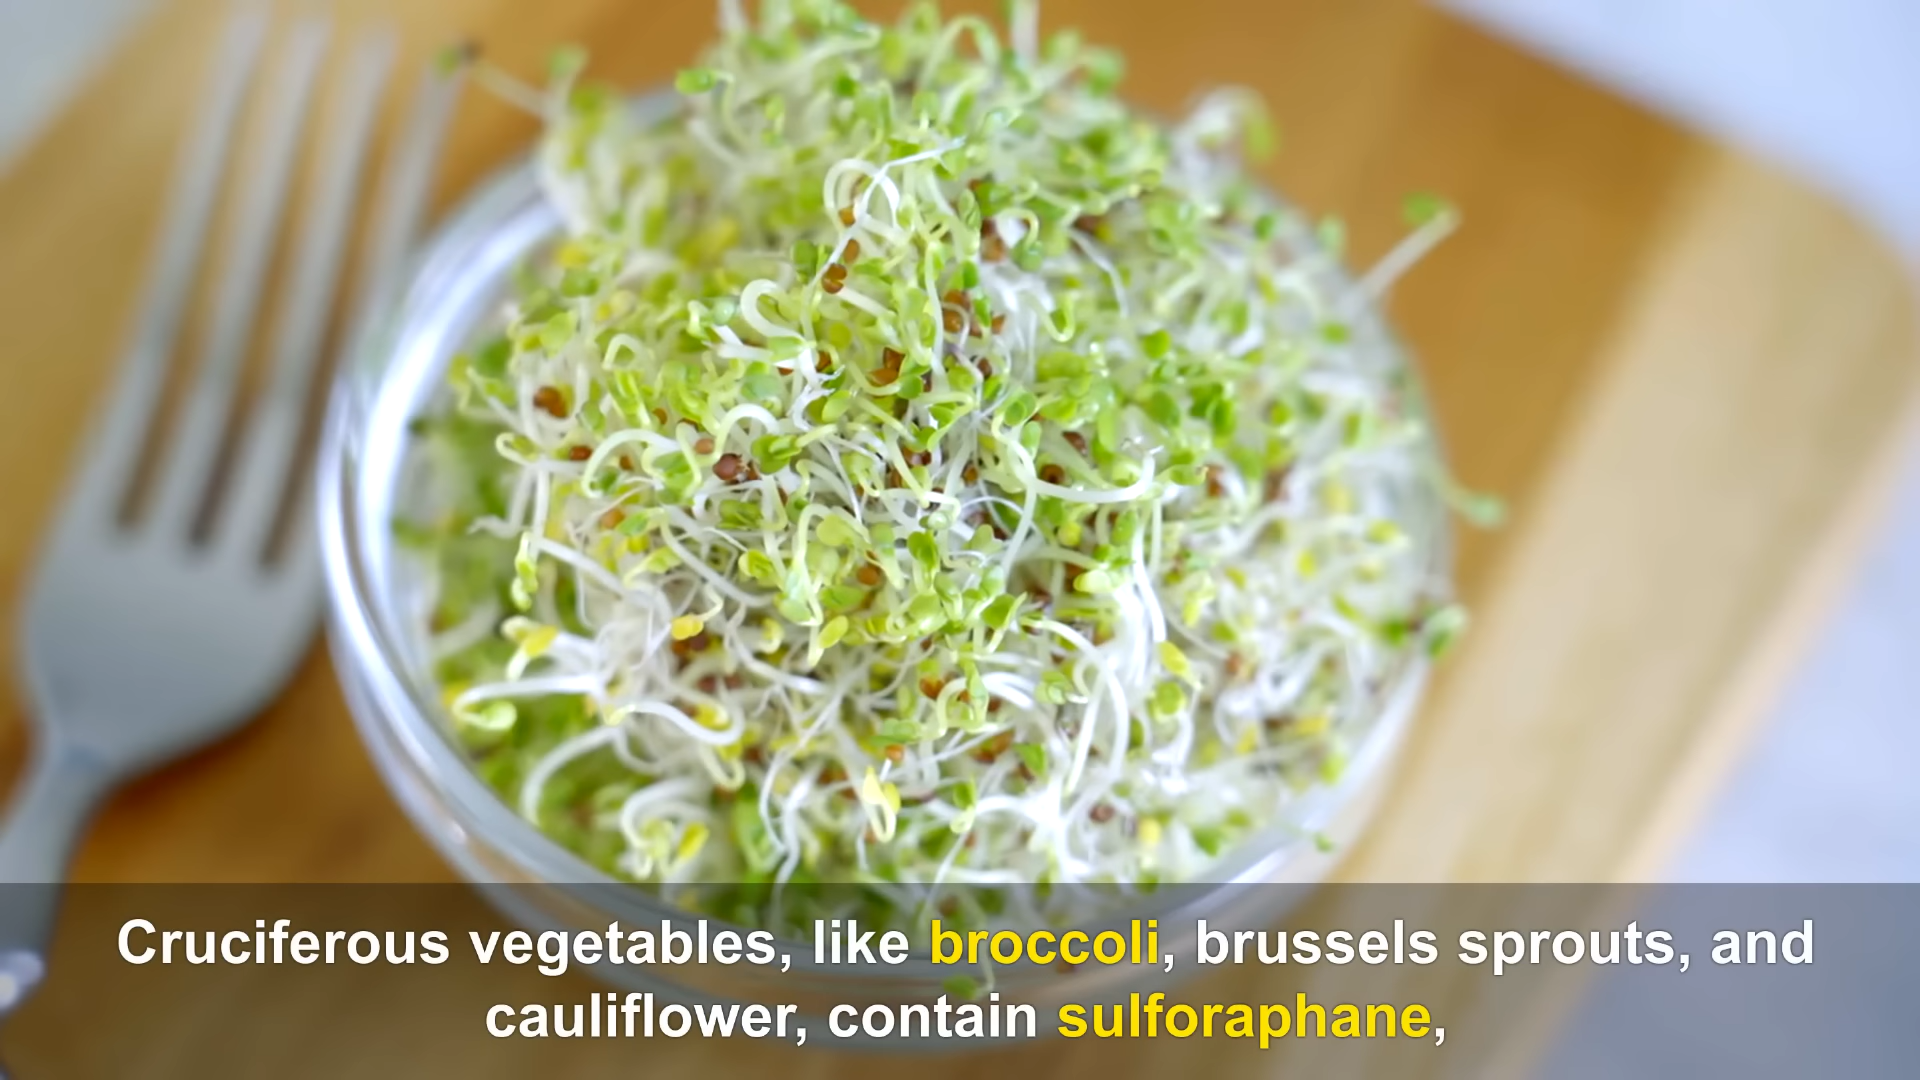 Cruciferous vegetables, like broccoli, brussels sprouts, and
cauliflower, contain sulforaphane,